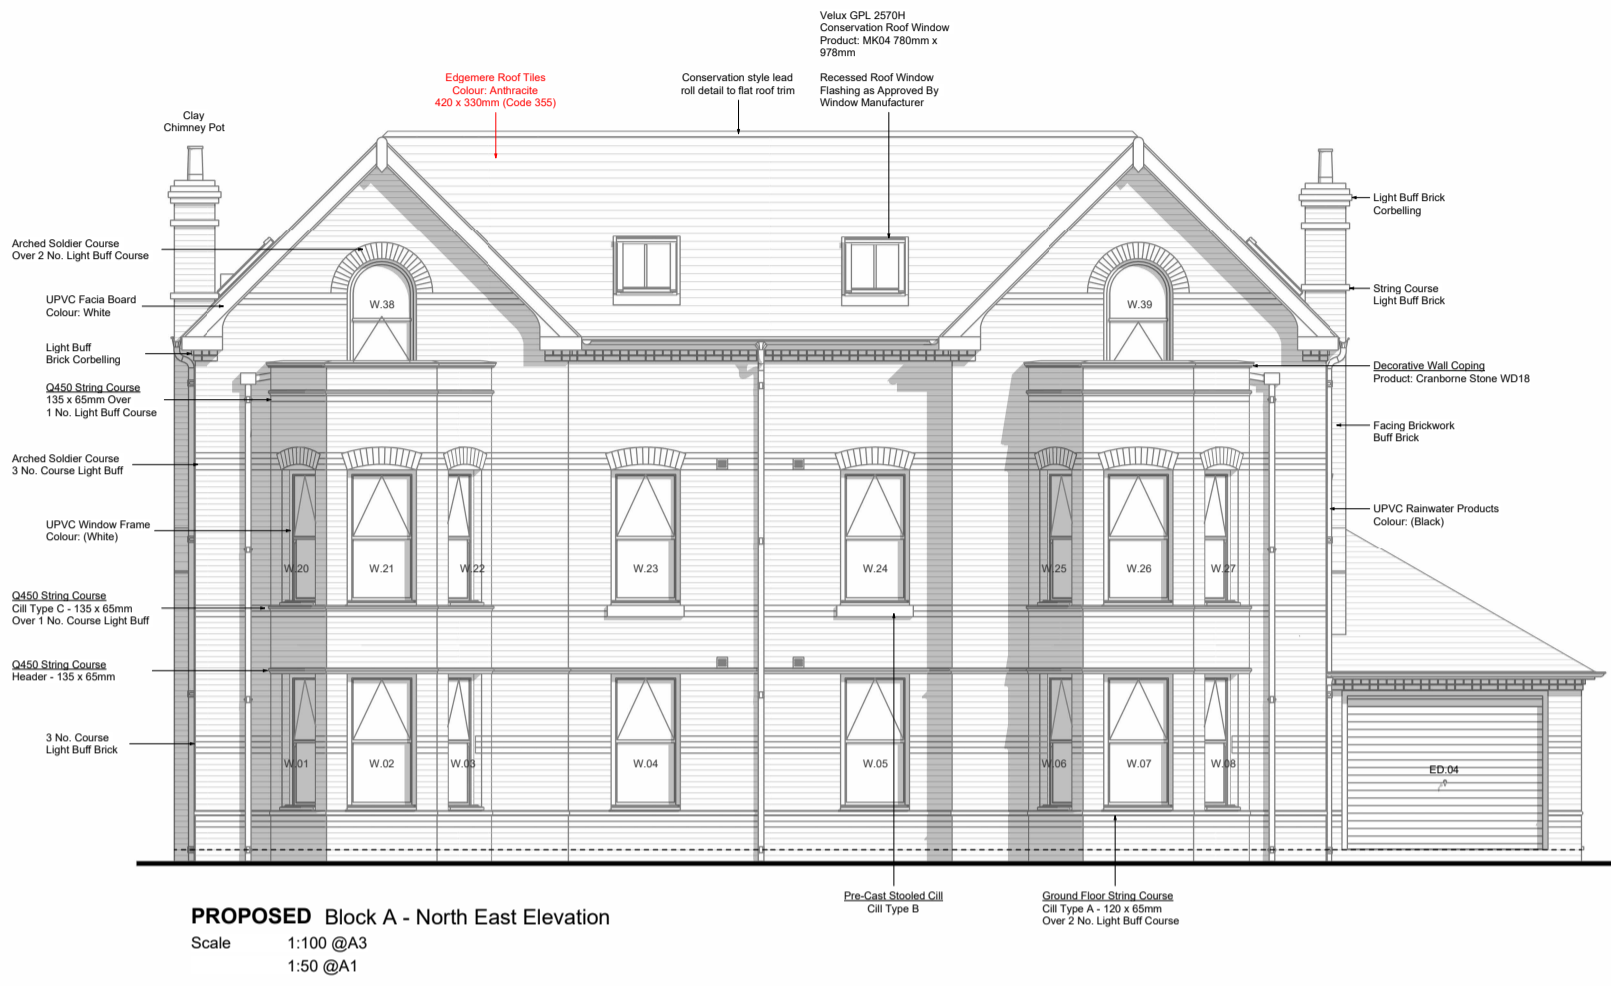 Velux GPL 2570H
Conservation Roof Window
Product: MK04 780mm x
978mm
Edgemere Roof Tiles
Colour: Anthracite
420 x 330mm (Code 355)
Conservation style lead
roll detail to flat roof trim
Recessed Roof Window
Flashing as Approved By
Window Manufacturer
Clay
Chimney Pot
Light Buff Brick
Corbelling
Arched Soldier Course
Over 2 No. Light Buff Course
UPVC Facia Board
Colour: White
W.38
W.39
String Course
Light Buff Brick
Light Buff
Brick Corbelling
Decorative Wall Coping
Product: Cranborne Stone WD18
Q450 String Course
135 x 65mm Over
1 No. Light Buff Course
Facing Brickwork
Buff Brick
Arched Soldier Course
3 No. Course Light Buff
UPVC Window Frame
Colour: (White)
UPVC Rainwater Products
Colour: (Black)
W.20
W.21
W.22
W.23
W.24
W.25
W.26
W.27
Q450 String Course
Cill Type C - 135 x 65mm
Over 1 No. Course Light Buff
Q450 String Course
Header - 135 x 65mm
3 No. Course
Light Buff Brick
W.01
W.02
W.03
W.04
W.05
W.06
W.07
W.08
ED.04
Pre-Cast Stooled Cill
Cill Type B
Ground Floor String Course
Cill Type A - 120 x 65mm
Over 2 No. Light Buff Course
PROPOSED Block A - North East Elevation
Scale 1:100 @A3
1:50 @A1